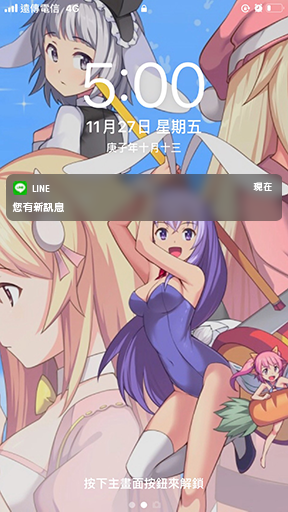 遠傳電信 4G
5:00
11月27日 星期五
庚子年十月十三
LINE 現在
您有新訊息
按下主畫面按鈕來解鎖